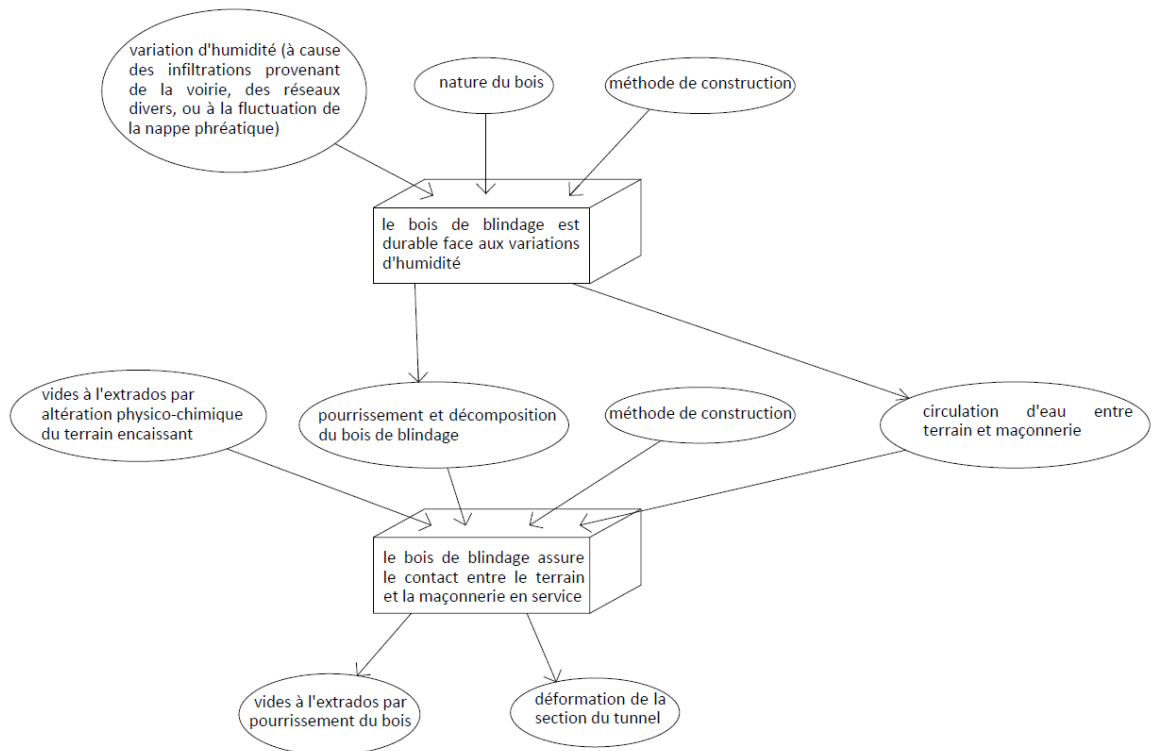 variation d'humidité (à cause
des infiltrations provenant
de la voirie, des réseaux
divers, ou à la fluctuation de
la nappe phréatique)
nature du bois
méthode de construction
le bois de blindage est
durable face aux variations
d'humidité
vides à l'extrados par
altération physico-chimique
du terrain encaissant
pourrissement et décomposition
du bois de blindage
méthode de construction
circulation d'eau entre
terrain et maçonnerie
le bois de blindage assure
le contact entre le terrain
et la maçonnerie en service
vides à l'extrados par
pourrissement du bois
déformation de la
section du tunnel